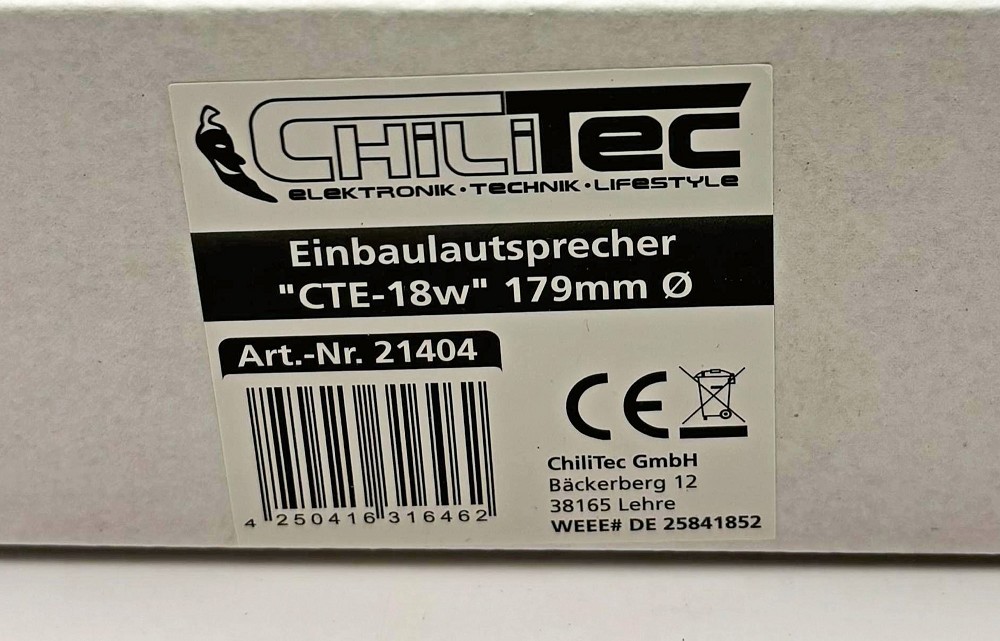 CHiLiTec
ELEKTRONIK · TECHNIK · LIFESTYLE
Einbaulautsprecher
"CTE-18w" 179mm Ø
Art.-Nr. 21404
CE
ChiliTec GmbH
Bäckerberg 12
38165 Lehre
WEEE# DE 25841852
4 250416 316462